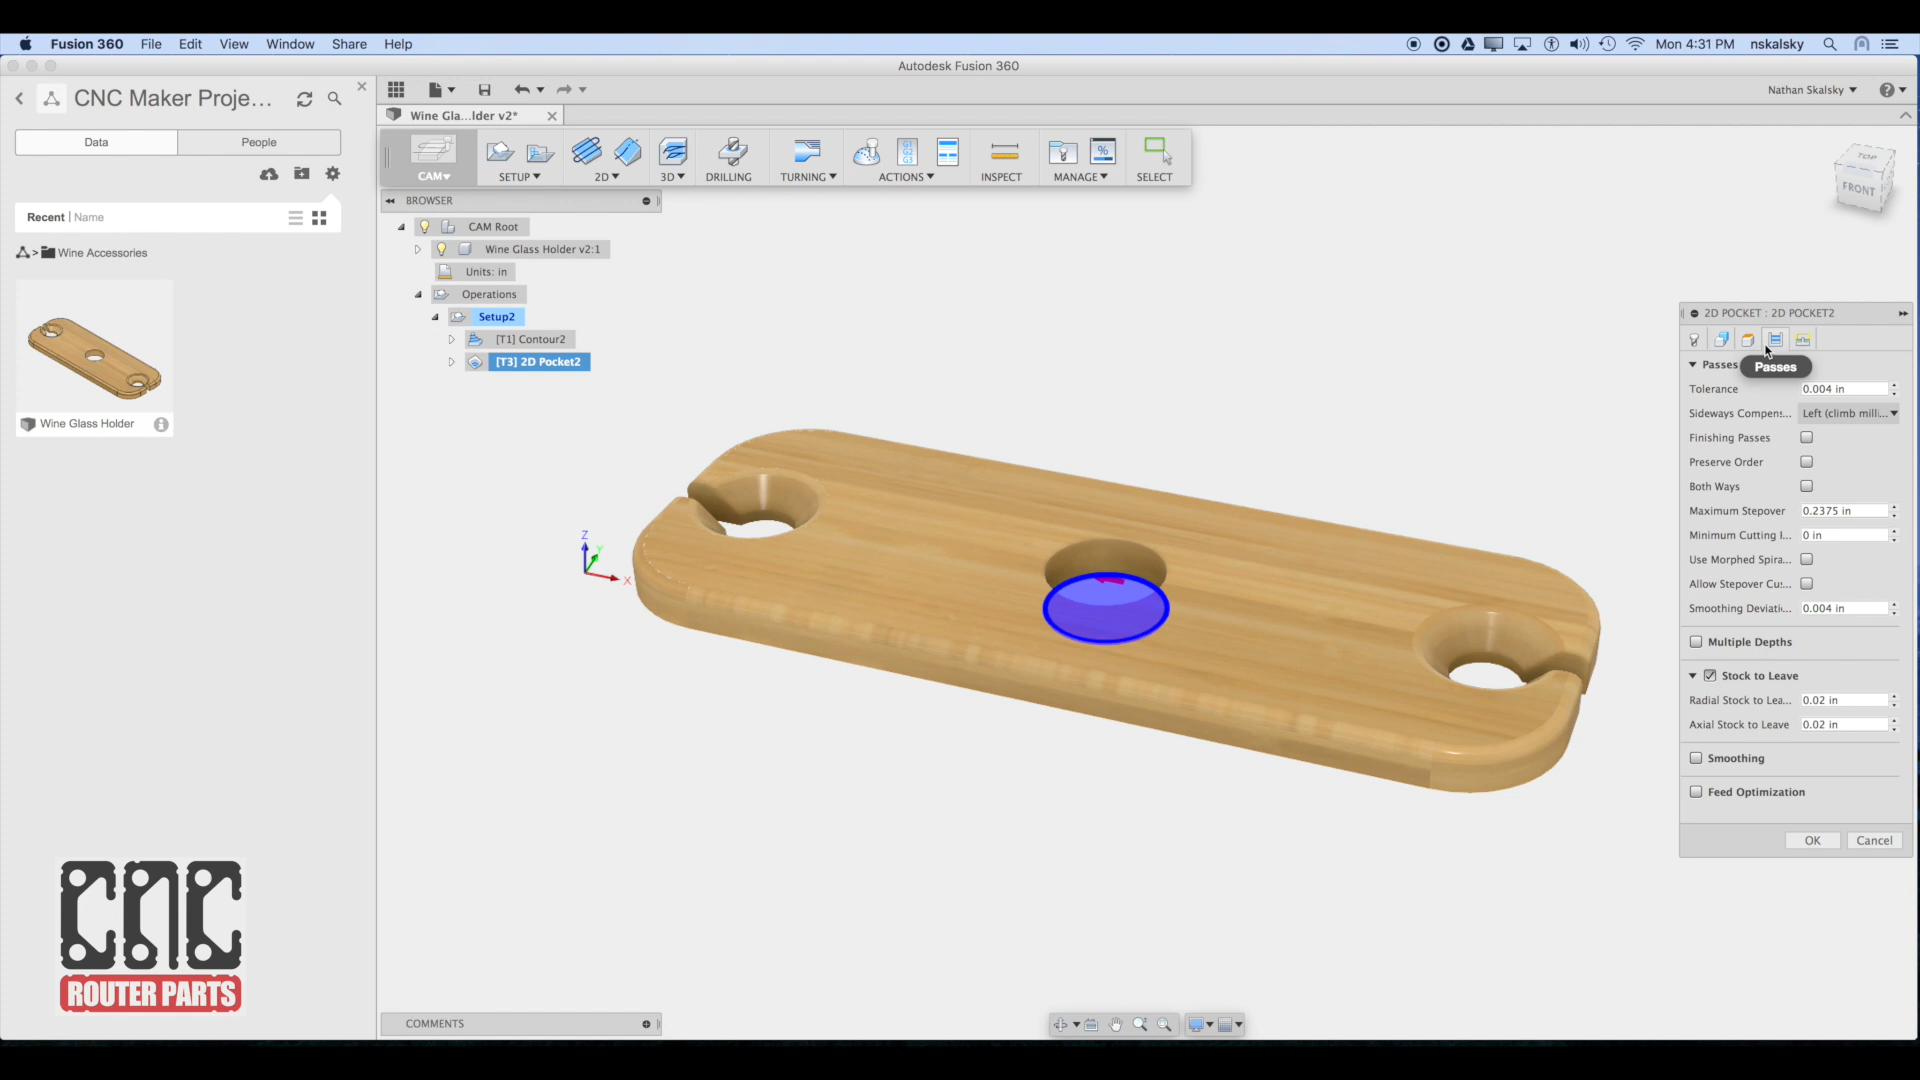 Fusion 360 File Edit View Window Share Help Mon 4:31 PM nskalsky
Autodesk Fusion 360
CNC Maker Proje...
Nathan Skalsky
Wine Gla...lder v2*
Data People
CAM SETUP 2D 3D DRILLING TURNING ACTIONS INSPECT MANAGE SELECT
G1
G2
G3
%
BROWSER
Recent | Name
> Wine Accessories
CAM Root
Wine Glass Holder v2:1
Units: in
Operations
Setup2
[T1] Contour2
[T3] 2D Pocket2
Wine Glass Holder
TOP
FRONT
Z
Y
X
2D POCKET : 2D POCKET2
Passes
Passes
Tolerance 0.004 in
Sideways Compens... Left (climb milli...
Finishing Passes
Preserve Order
Both Ways
Maximum Stepover 0.2375 in
Minimum Cutting I... 0 in
Use Morphed Spira...
Allow Stepover Cu:...
Smoothing Deviati... 0.004 in
Multiple Depths
Stock to Leave
Radial Stock to Lea... 0.02 in
Axial Stock to Leave 0.02 in
Smoothing
Feed Optimization
OK Cancel
CNC
ROUTER PARTS
COMMENTS